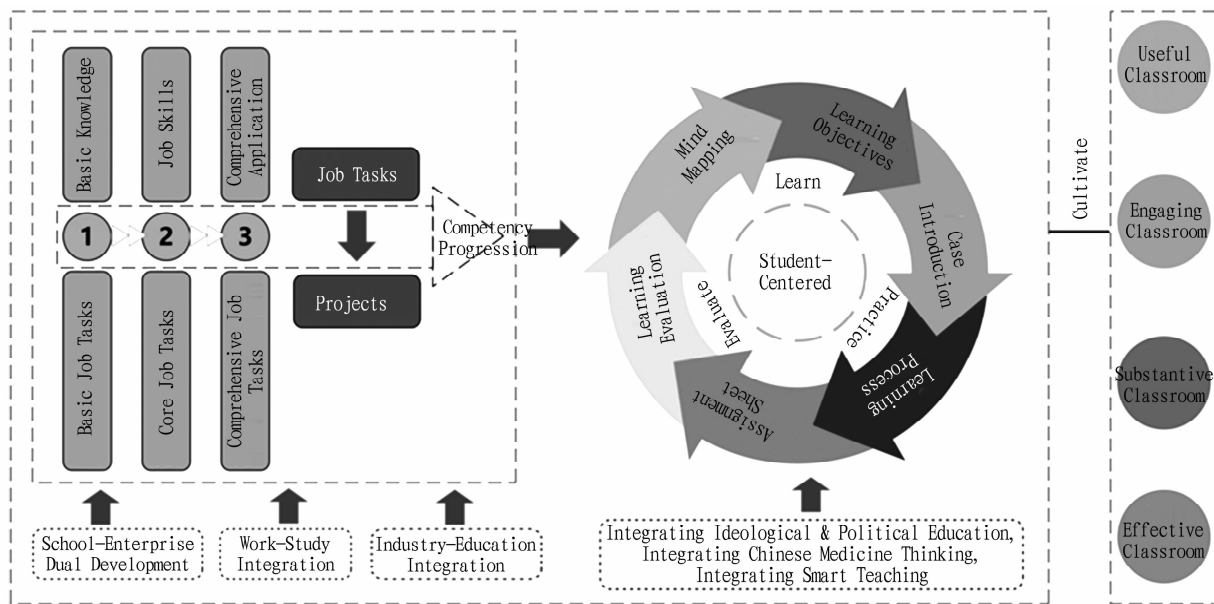 Basic Knowledge
Job Skills
Comprehensive
Application
Job Tasks
1
2
3
Competency
Progression
Projects
Basic Job Tasks
Core Job Tasks
Comprehensive Job
Tasks
School-Enterprise
Dual Development
Work-Study
Integration
Industry-Education
Integration
Mind
Mapping
Learning
Objectives
Case
Introduction
Learning
Process
Assignment
Sheet
Learning
Evaluation
Learn
Practice
Evaluate
Student-
Centered
Integrating Ideological & Political Education,
Integrating Chinese Medicine Thinking,
Integrating Smart Teaching
Cultivate
Useful
Classroom
Engaging
Classroom
Substantive
Classroom
Effective
Classroom